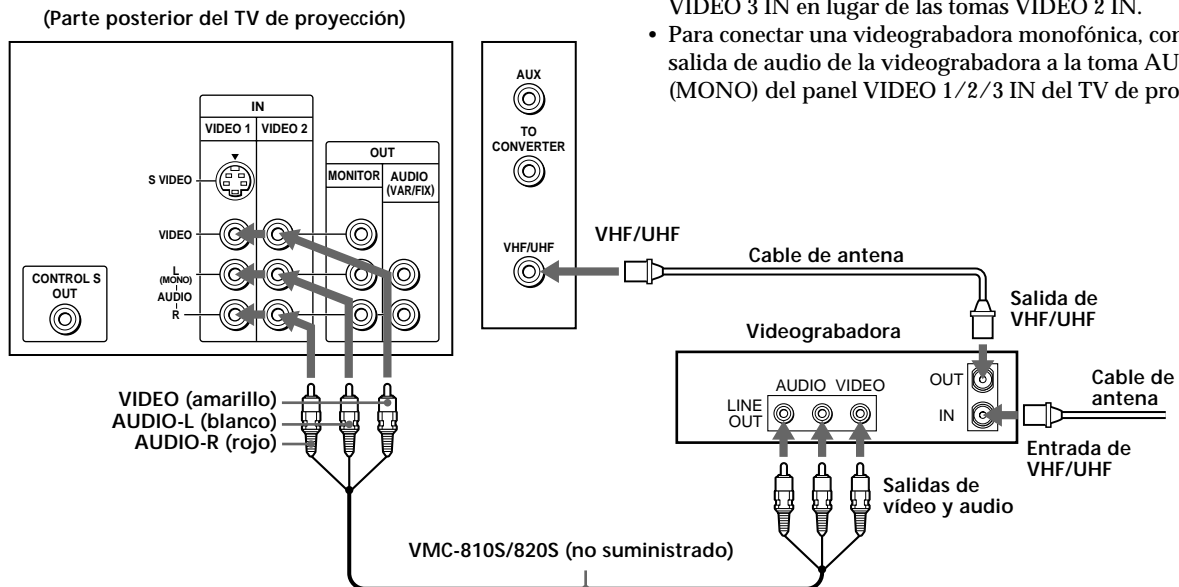 (Parte posterior del TV de proyección)
VIDEO 3 IN en lugar de las tomas VIDEO 2 IN.
• Para conectar una videograbadora monofónica, con
salida de audio de la videograbadora a la toma AU
(MONO) del panel VIDEO 1/2/3 IN del TV de pro
IN
VIDEO 1 VIDEO 2
OUT
MONITOR
AUDIO
(VAR/FIX)
S VIDEO
VIDEO
L
(MONO)
AUDIO
R
CONTROL S
OUT
AUX
TO
CONVERTER
VHF/UHF
VHF/UHF
Cable de antena
Salida de
VHF/UHF
Videograbadora
AUDIO VIDEO
LINE
OUT
OUT
IN
Cable de
antena
Entrada de
VHF/UHF
VIDEO (amarillo)
AUDIO-L (blanco)
AUDIO-R (rojo)
Salidas de
vídeo y audio
VMC-810S/820S (no suministrado)